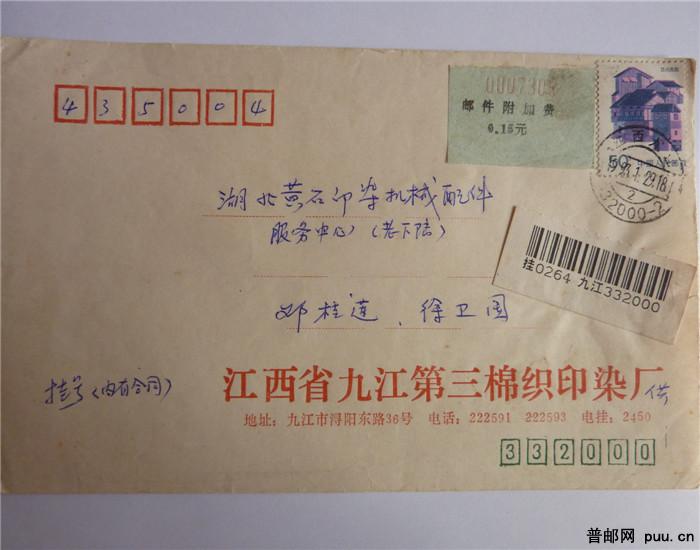 435004
0007303
邮件附加费
0.15元
50
332000-2
湖北黄石印染机械配件
服务中心(老下陆)
挂0264 九江332000
邓桂莲、徐卫国
挂号(内有合同)
江西省九江第三棉织印染厂 供
地址:九江市浔阳东路36号 电话:222591 222593 电挂:2450
332000
普邮网 puu.cn